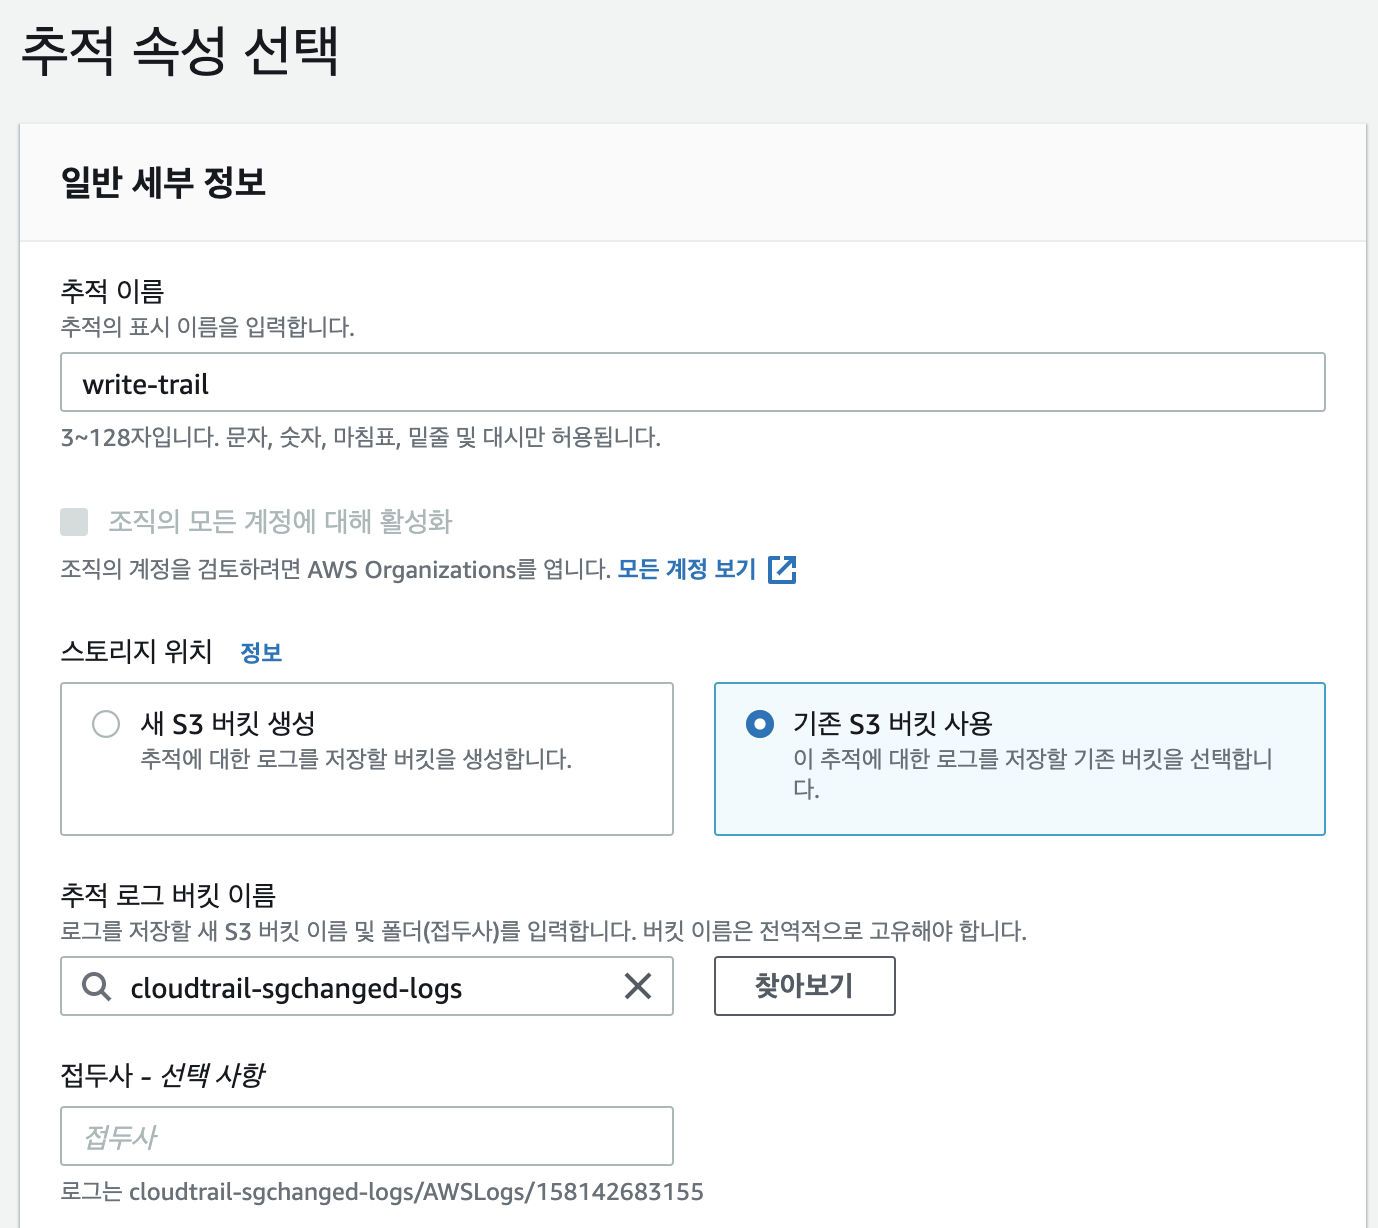 추적 속성 선택
일반 세부 정보
추적 이름
추적의 표시 이름을 입력합니다.
write-trail
3~128자입니다. 문자, 숫자, 마침표, 밑줄 및 대시만 허용됩니다.
조직의 모든 계정에 대해 활성화
조직의 계정을 검토하려면 AWS Organizations를 엽니다. 모든 계정 보기
스토리지 위치 정보
새 S3 버킷 생성
추적에 대한 로그를 저장할 버킷을 생성합니다.
기존 S3 버킷 사용
이 추적에 대한 로그를 저장할 기존 버킷을 선택합니
다.
추적 로그 버킷 이름
로그를 저장할 새 S3 버킷 이름 및 폴더(접두사)를 입력합니다. 버킷 이름은 전역적으로 고유해야 합니다.
cloudtrail-sgchanged-logs
찾아보기
접두사 - 선택 사항
접두사
로그는 cloudtrail-sgchanged-logs/AWSLogs/158142683155